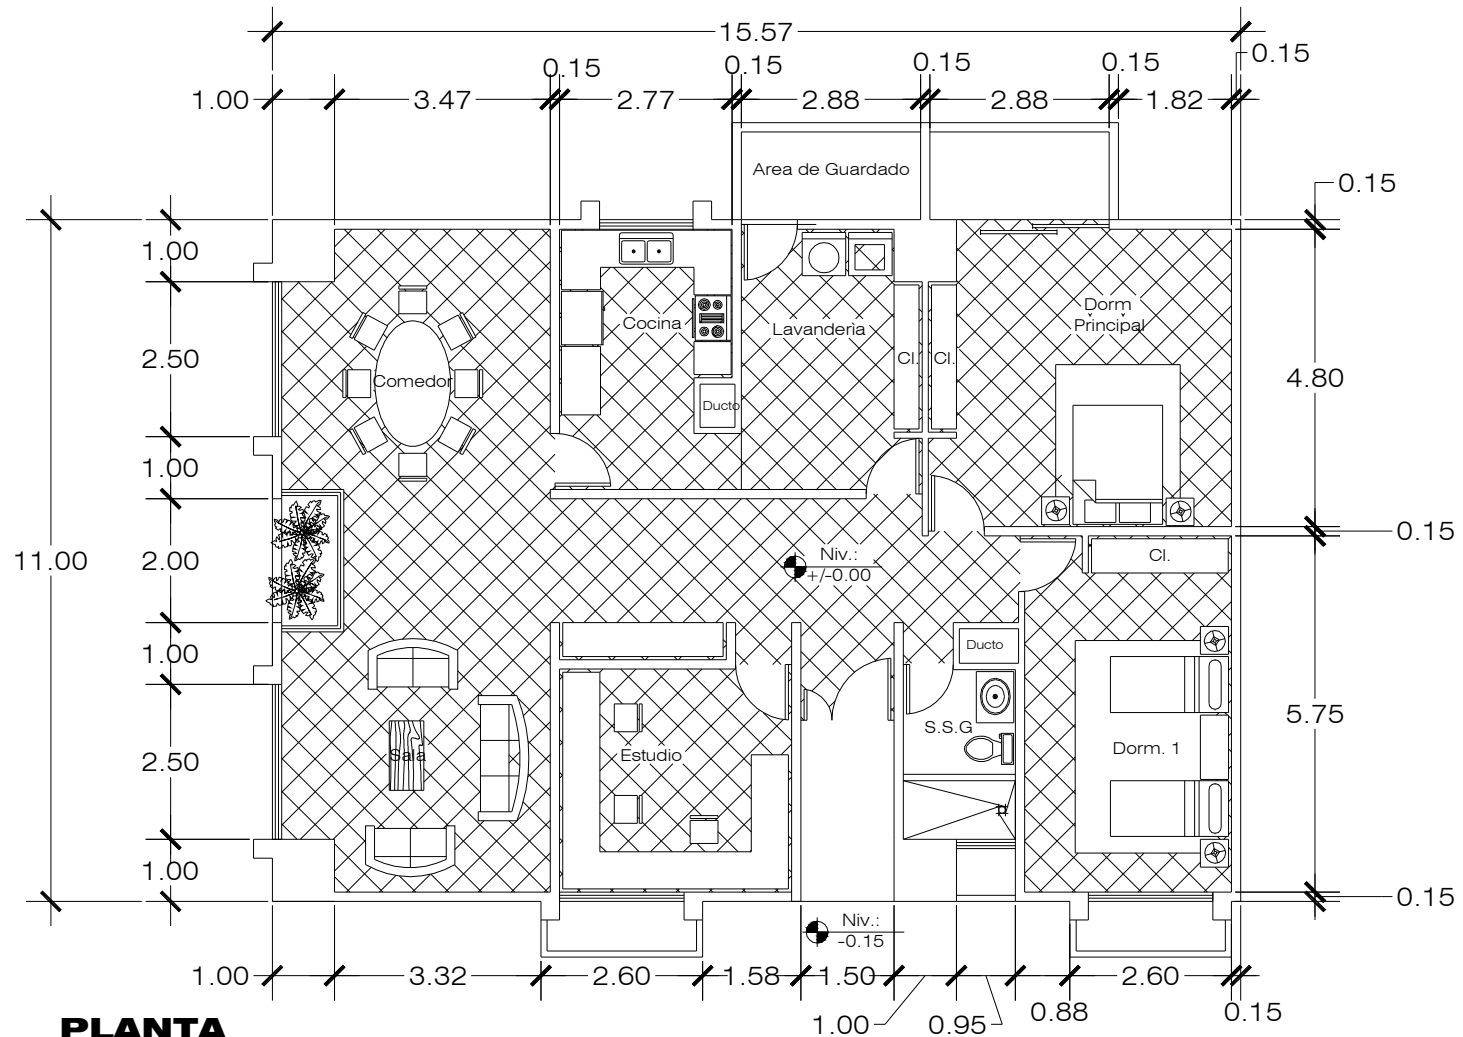 15.57
0.15
0.15
0.15
0.15
0.15
1.00
3.47
2.77
2.88
2.88
1.82
Area de Guardado
0.15
1.00
2.50
1.00
2.00
1.00
2.50
1.00
11.00
Comedor
Cocina
Lavanderia
Dorm
Principal
Cl.
Cl.
Ducto
4.80
0.15
Niv.:
+/-0.00
Cl.
Ducto
S.S.G
Sala
Estudio
Dorm. 1
5.75
0.15
Niv.:
-0.15
1.00
3.32
2.60
1.58
1.50
2.60
1.00
0.95
0.88
0.15
PLANTA